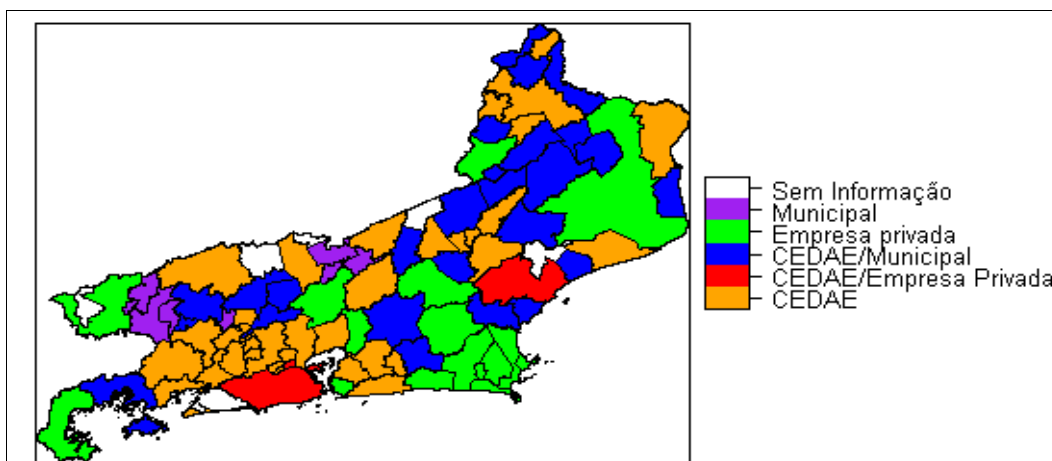 Sem Informação
Municipal
Empresa privada
CEDAE/Municipal
CEDAE/Empresa Privada
CEDAE